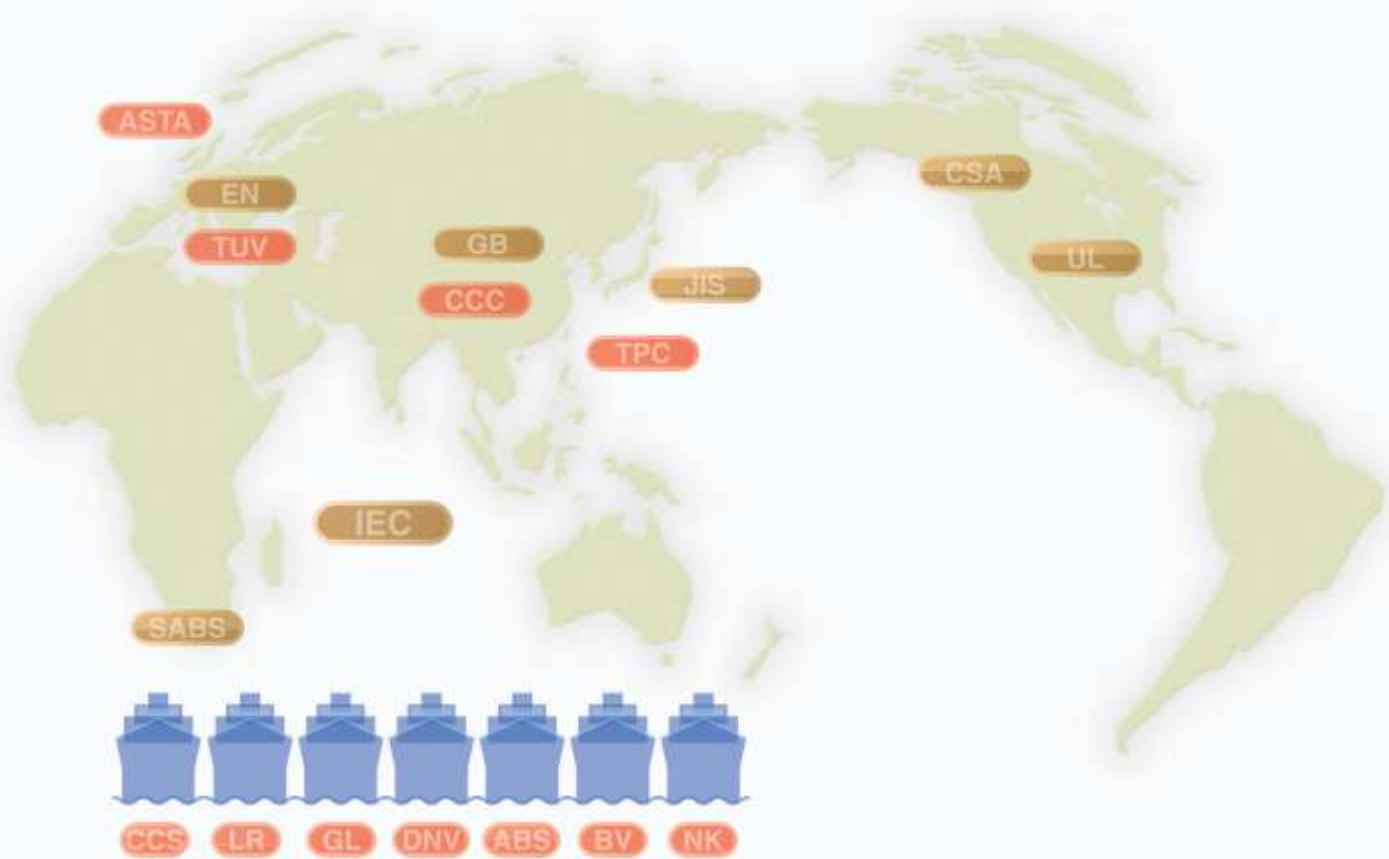 ASTA
EN
CSA
TUV
GB
UL
CCC
JIS
TPC
IEC
SABS
CCS LR GL DNV ABS BV NK